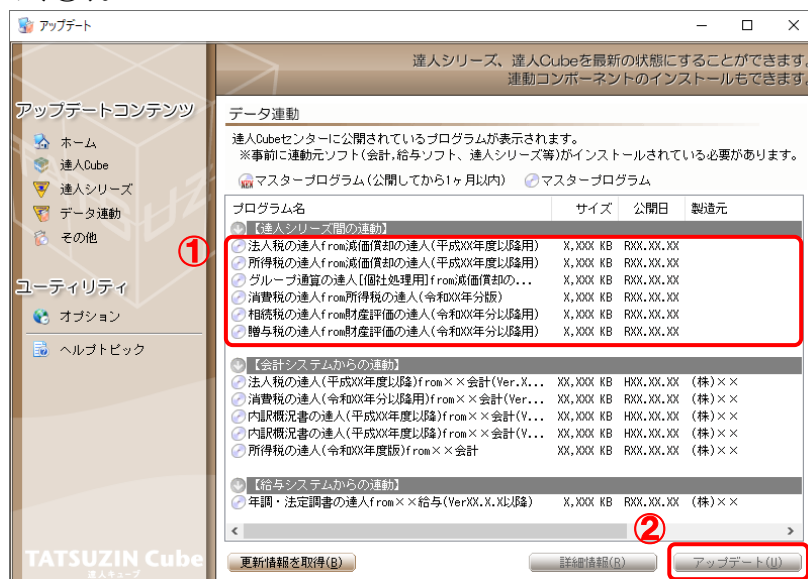 アップデート
達人シリーズ、達人Cubeを最新の状態にすることができます。
連動コンポーネントのインストールもできます。
アップデートコンテンツ
ホーム
達人Cube
達人シリーズ
データ連動
その他
ユーティリティ
オプション
ヘルプトピック
データ連動
達人Cubeセンターに公開されているプログラムが表示されます。
※事前に連動元ソフト(会計,給与ソフト、達人シリーズ等)がインストールされている必要があります。
マスタープログラム(公開してから1ヶ月以内) マスタープログラム
プログラム名 サイズ 公開日 製造元
【達人シリーズ間の連動】
①
法人税の達人from減価償却の達人(平成XX年度以降用) X,XXX KB RXX.XX.XX
所得税の達人from減価償却の達人(平成XX年度以降用) X,XXX KB RXX.XX.XX
グループ通算の達人[個社処理用]from減価償却の... X,XXX KB RXX.XX.XX
消費税の達人from所得税の達人(令和XX年分版) X,XXX KB RXX.XX.XX
相続税の達人from財産評価の達人(令和XX年分以降用) X,XXX KB RXX.XX.XX
贈与税の達人from財産評価の達人(令和XX年分以降用) X,XXX KB RXX.XX.XX
【会計システムからの連動】
法人税の達人(平成XX年度以降)from××会計(Ver.X... XX,XXX KB HXX.XX.XX (株)××
消費税の達人(令和XX年分以降用)from××会計(Ver... XX,XXX KB HXX.XX.XX (株)××
内訳概況書の達人(平成XX年度以降)from××会計(V... XX,XXX KB HXX.XX.XX (株)××
内訳概況書の達人(平成XX年度以降)from××会計(V... XX,XXX KB HXX.XX.XX (株)××
所得税の達人(令和XX年度版)from××会計 XX,XXX KB RXX.XX.XX (株)××
【給与システムからの連動】
年調・法定調書の達人from××給与(VerXX.X.X以降) X,XXX KB RXX.XX.XX (株)××
②
更新情報を取得(B) 詳細情報(R) アップデート(U)
TATSUZIN Cube
達人キューブ